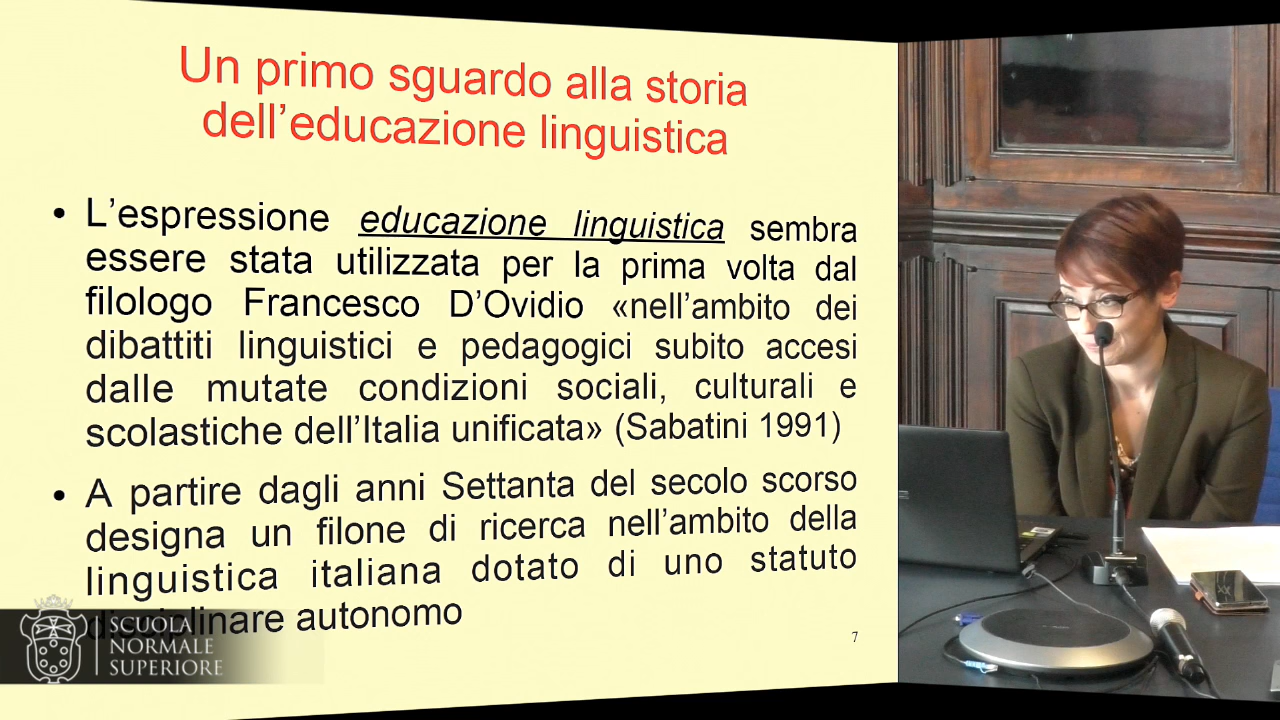 Un primo sguardo alla storia
dell'educazione linguistica
• L'espressione educazione linguistica sembra
essere stata utilizzata per la prima volta dal
filologo Francesco D'Ovidio «nell'ambito dei
dibattiti linguistici e pedagogici subito accesi
dalle mutate condizioni sociali, culturali e
scolastiche dell'Italia unificata» (Sabatini 1991)
• A partire dagli anni Settanta del secolo scorso
designa un filone di ricerca nell'ambito della
linguistica italiana dotato di uno statuto
disciplinare autonomo
7
SCUOLA
NORMALE
SUPERIORE